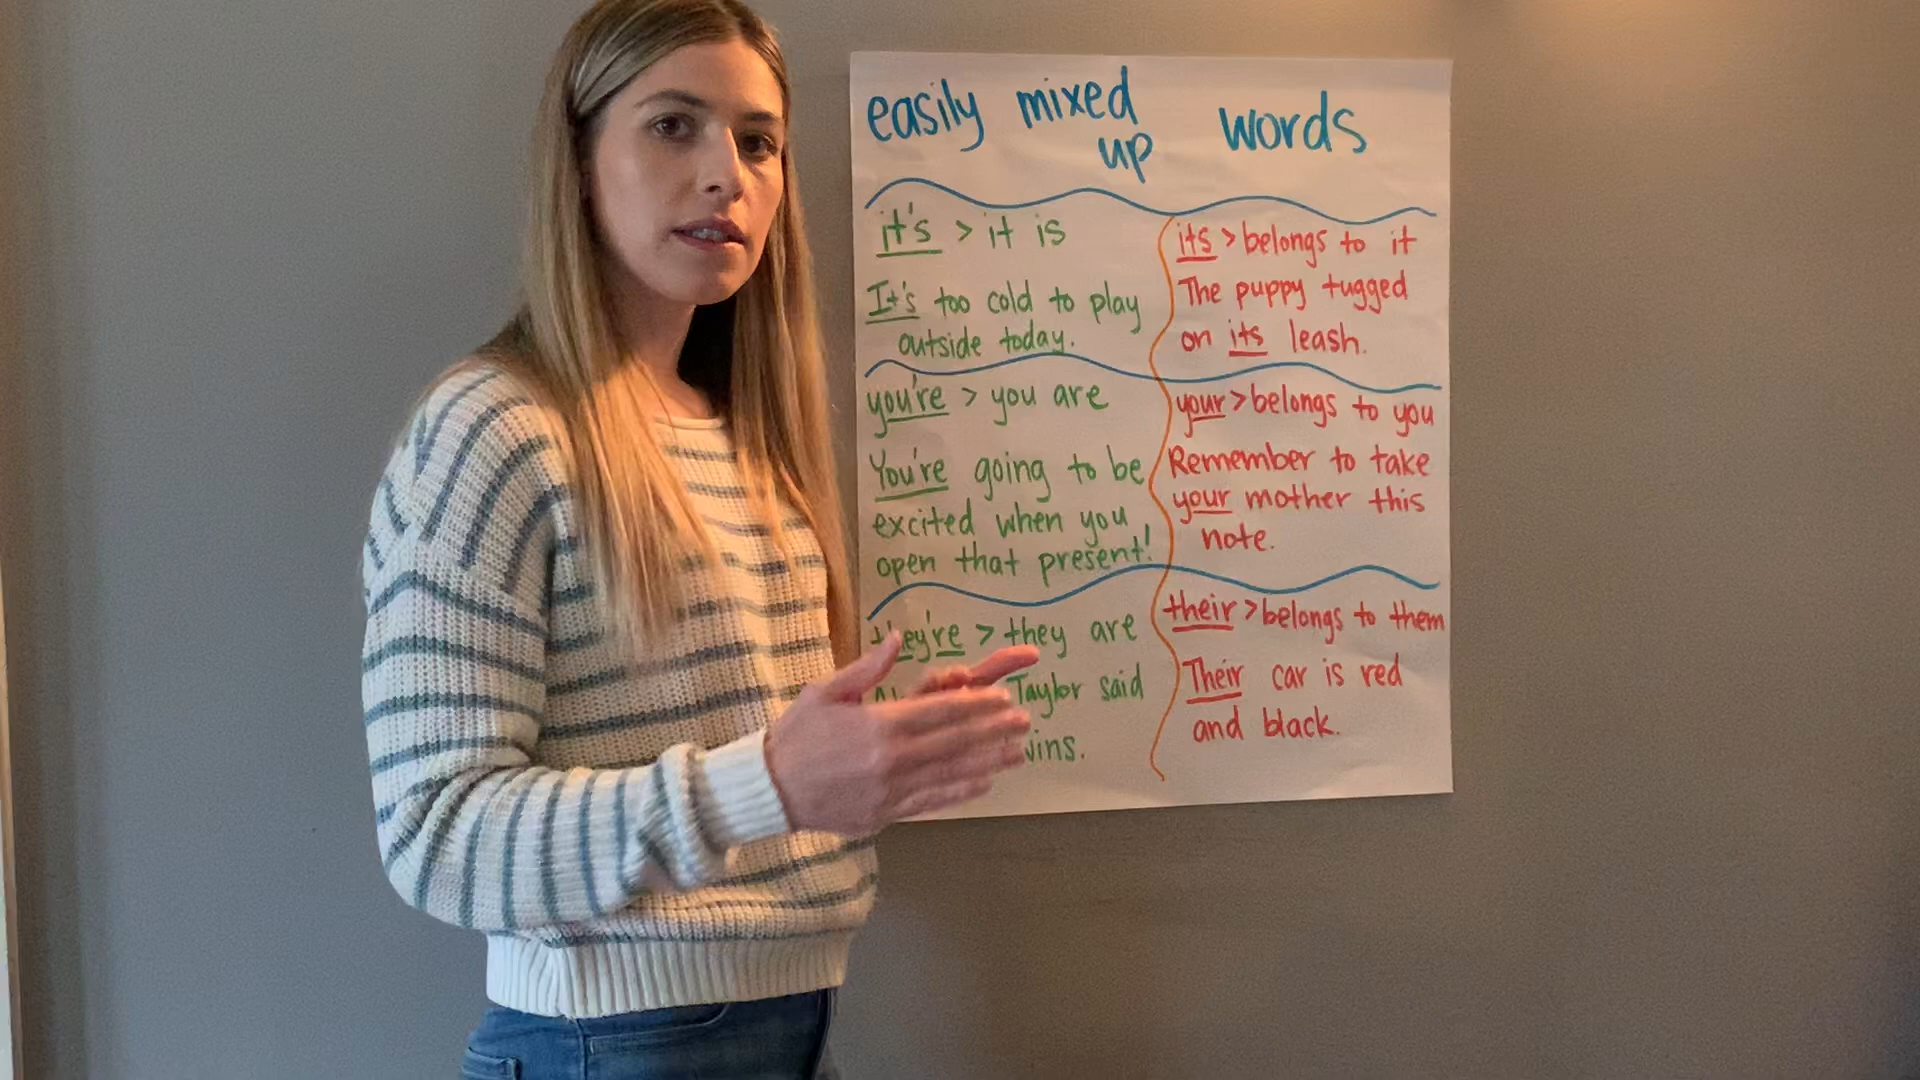 easily mixed up words
it's > it is
It's too cold to play
outside today.
its > belongs to it
The puppy tugged
on its leash.
you're > you are
You're going to be
excited when you
open that present!
your > belongs to you
Remember to take
your mother this
note.
they're > they are
Taylor said
their > belongs to them
Their car is red
and black.